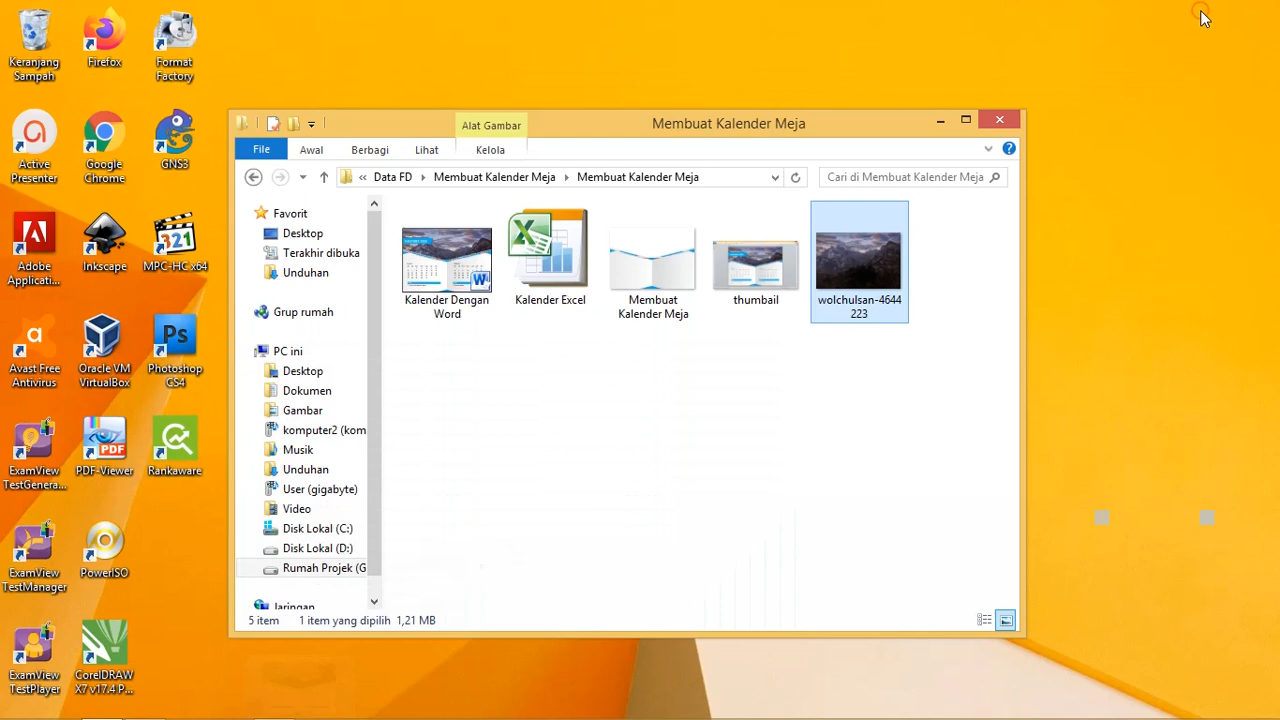 Keranjang
Sampah
Firefox
Format
Factory
Active
Presenter
Google
Chrome
GNS3
Adobe
Applicati...
Inkscape
MPC-HC x64
Avast Free
Antivirus
Oracle VM
VirtualBox
Photoshop
CS4
ExamView
TestGenera...
PDF-Viewer
Rankaware
ExamView
TestManager
PowerISO
ExamView
TestPlayer
CorelDRAW
X7 v17.4 P...
Alat Gambar
Membuat Kalender Meja
File
Awal
Berbagi
Lihat
Kelola
Data FD
Membuat Kalender Meja
Membuat Kalender Meja
Cari di Membuat Kalender Meja
Favorit
Desktop
Terakhir dibuka
Unduhan
Grup rumah
PC ini
Desktop
Dokumen
Gambar
komputer2 (kom
Musik
Unduhan
User (gigabyte)
Video
Disk Lokal (C:)
Disk Lokal (D:)
Rumah Projek (G
Jaringan
Kalender Dengan
Word
Kalender Excel
Membuat
Kalender Meja
thumbail
wolchulsan-4644
223
5 item
1 item yang dipilih 1,21 MB